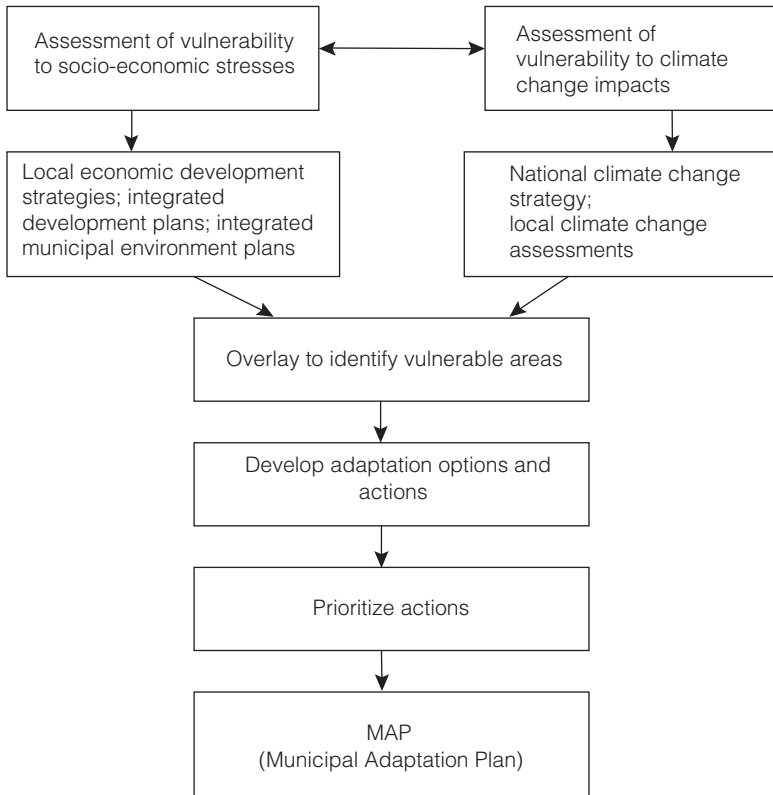 Assessment of vulnerability
to socio-economic stresses
Assessment of
vulnerability to climate
change impacts
Local economic development
strategies; integrated
development plans; integrated
municipal environment plans
National climate change
strategy;
local climate change
assessments
Overlay to identify vulnerable areas
Develop adaptation options and
actions
Prioritize actions
MAP
(Municipal Adaptation Plan)